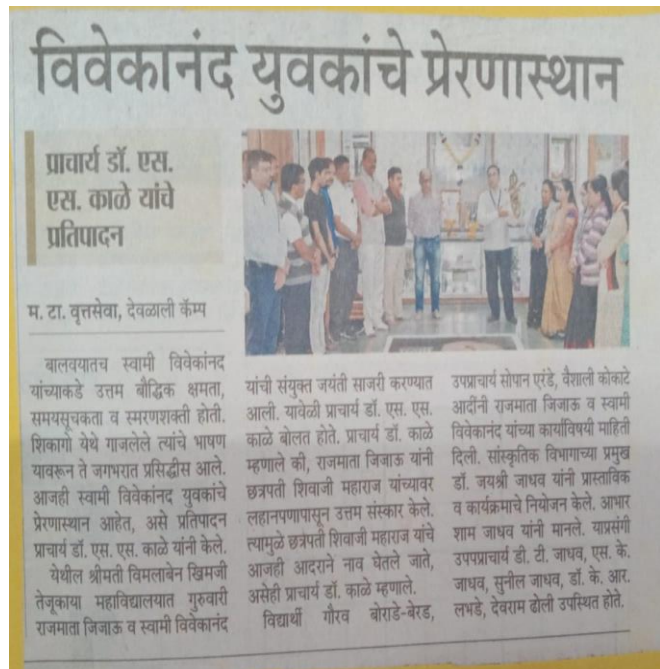 विवेकानंद युवकांचे प्रेरणास्थान
प्राचार्य डॉ. एस.
एस. काळे यांचे
प्रतिपादन
म. टा. वृत्तसेवा, देवळाली कॅम्प
बालवयातच स्वामी विवेकांनद
यांच्याकडे उत्तम बौद्धिक क्षमता,
समयसूचकता व स्मरणशक्ती होती.
शिकागो येथे गाजलेले त्यांचे भाषण
यावरून ते जगभरात प्रसिद्धीस आले.
आजही स्वामी विवेकांनद युवकांचे
प्रेरणास्थान आहेत, असे प्रतिपादन
प्राचार्य डॉ. एस. एस. काळे यांनी केले.
येथील श्रीमती विमलाबेन खिमजी
तेजूकाया महाविद्यालयात गुरुवारी
राजमाता जिजाऊ व स्वामी विवेकानंद
यांची संयुक्त जयंती साजरी करण्यात
आली. यावेळी प्राचार्य डॉ. एस. एस.
काळे बोलत होते. प्राचार्य डॉ. काळे
म्हणाले की, राजमाता जिजाऊ यांनी
छत्रपती शिवाजी महाराज यांच्यावर
लहानपणापासून उत्तम संस्कार केले.
त्यामुळे छत्रपती शिवाजी महाराज यांचे
आजही आदराने नाव घेतले जाते,
असेही प्राचार्य डॉ. काळे म्हणाले.
विद्यार्थी गौरव बोराडे-बेरड,
उपप्राचार्य सोपान एरंडे, वैशाली कोकाटे
आदींनी राजमाता जिजाऊ व स्वामी
विवेकानंद यांच्या कार्याविषयी माहिती
दिली. सांस्कृतिक विभागाच्या प्रमुख
डॉ. जयश्री जाधव यांनी प्रास्ताविक
व कार्यक्रमाचे नियोजन केले. आभार
शाम जाधव यांनी मानले. याप्रसंगी
उपप्राचार्य डी. टी. जाधव, एस. के.
जाधव, सुनील जाधव, डॉ. के. आर.
लभडे, देवराम ढोली उपस्थित होते.